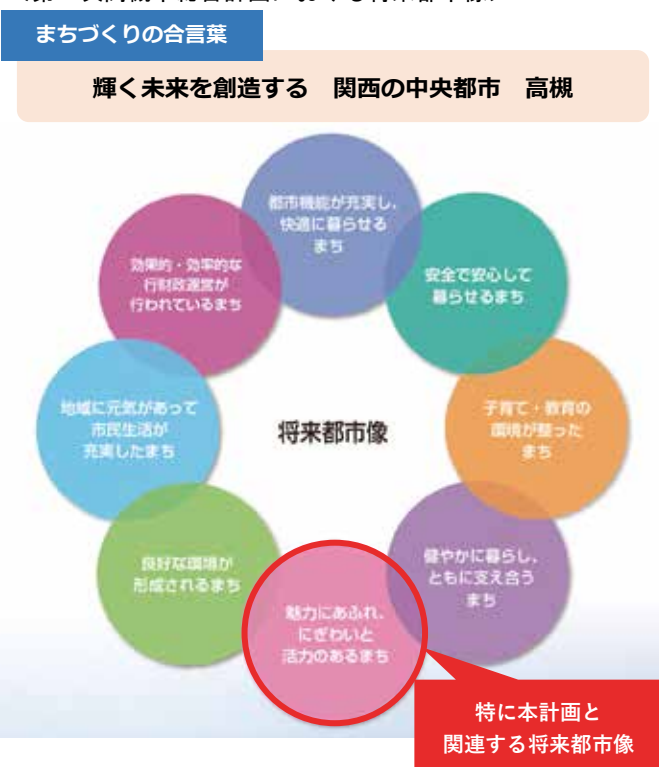 まちづくりの合言葉
輝く未来を創造する 関西の中央都市 高槻
都市機能が充実し、
快適に暮らせる
まち
安全で安心して
暮らせるまち
子育て・教育の
環境が整った
まち
健やかに暮らし、
ともに支え合う
まち
魅力にあふれ、
にぎわいと
活力のあるまち
良好な環境が
形成されるまち
地域に元気があって
市民生活が
充実したまち
効果的・効率的な
行財政運営が
行われているまち
将来都市像
特に本計画と
関連する将来都市像